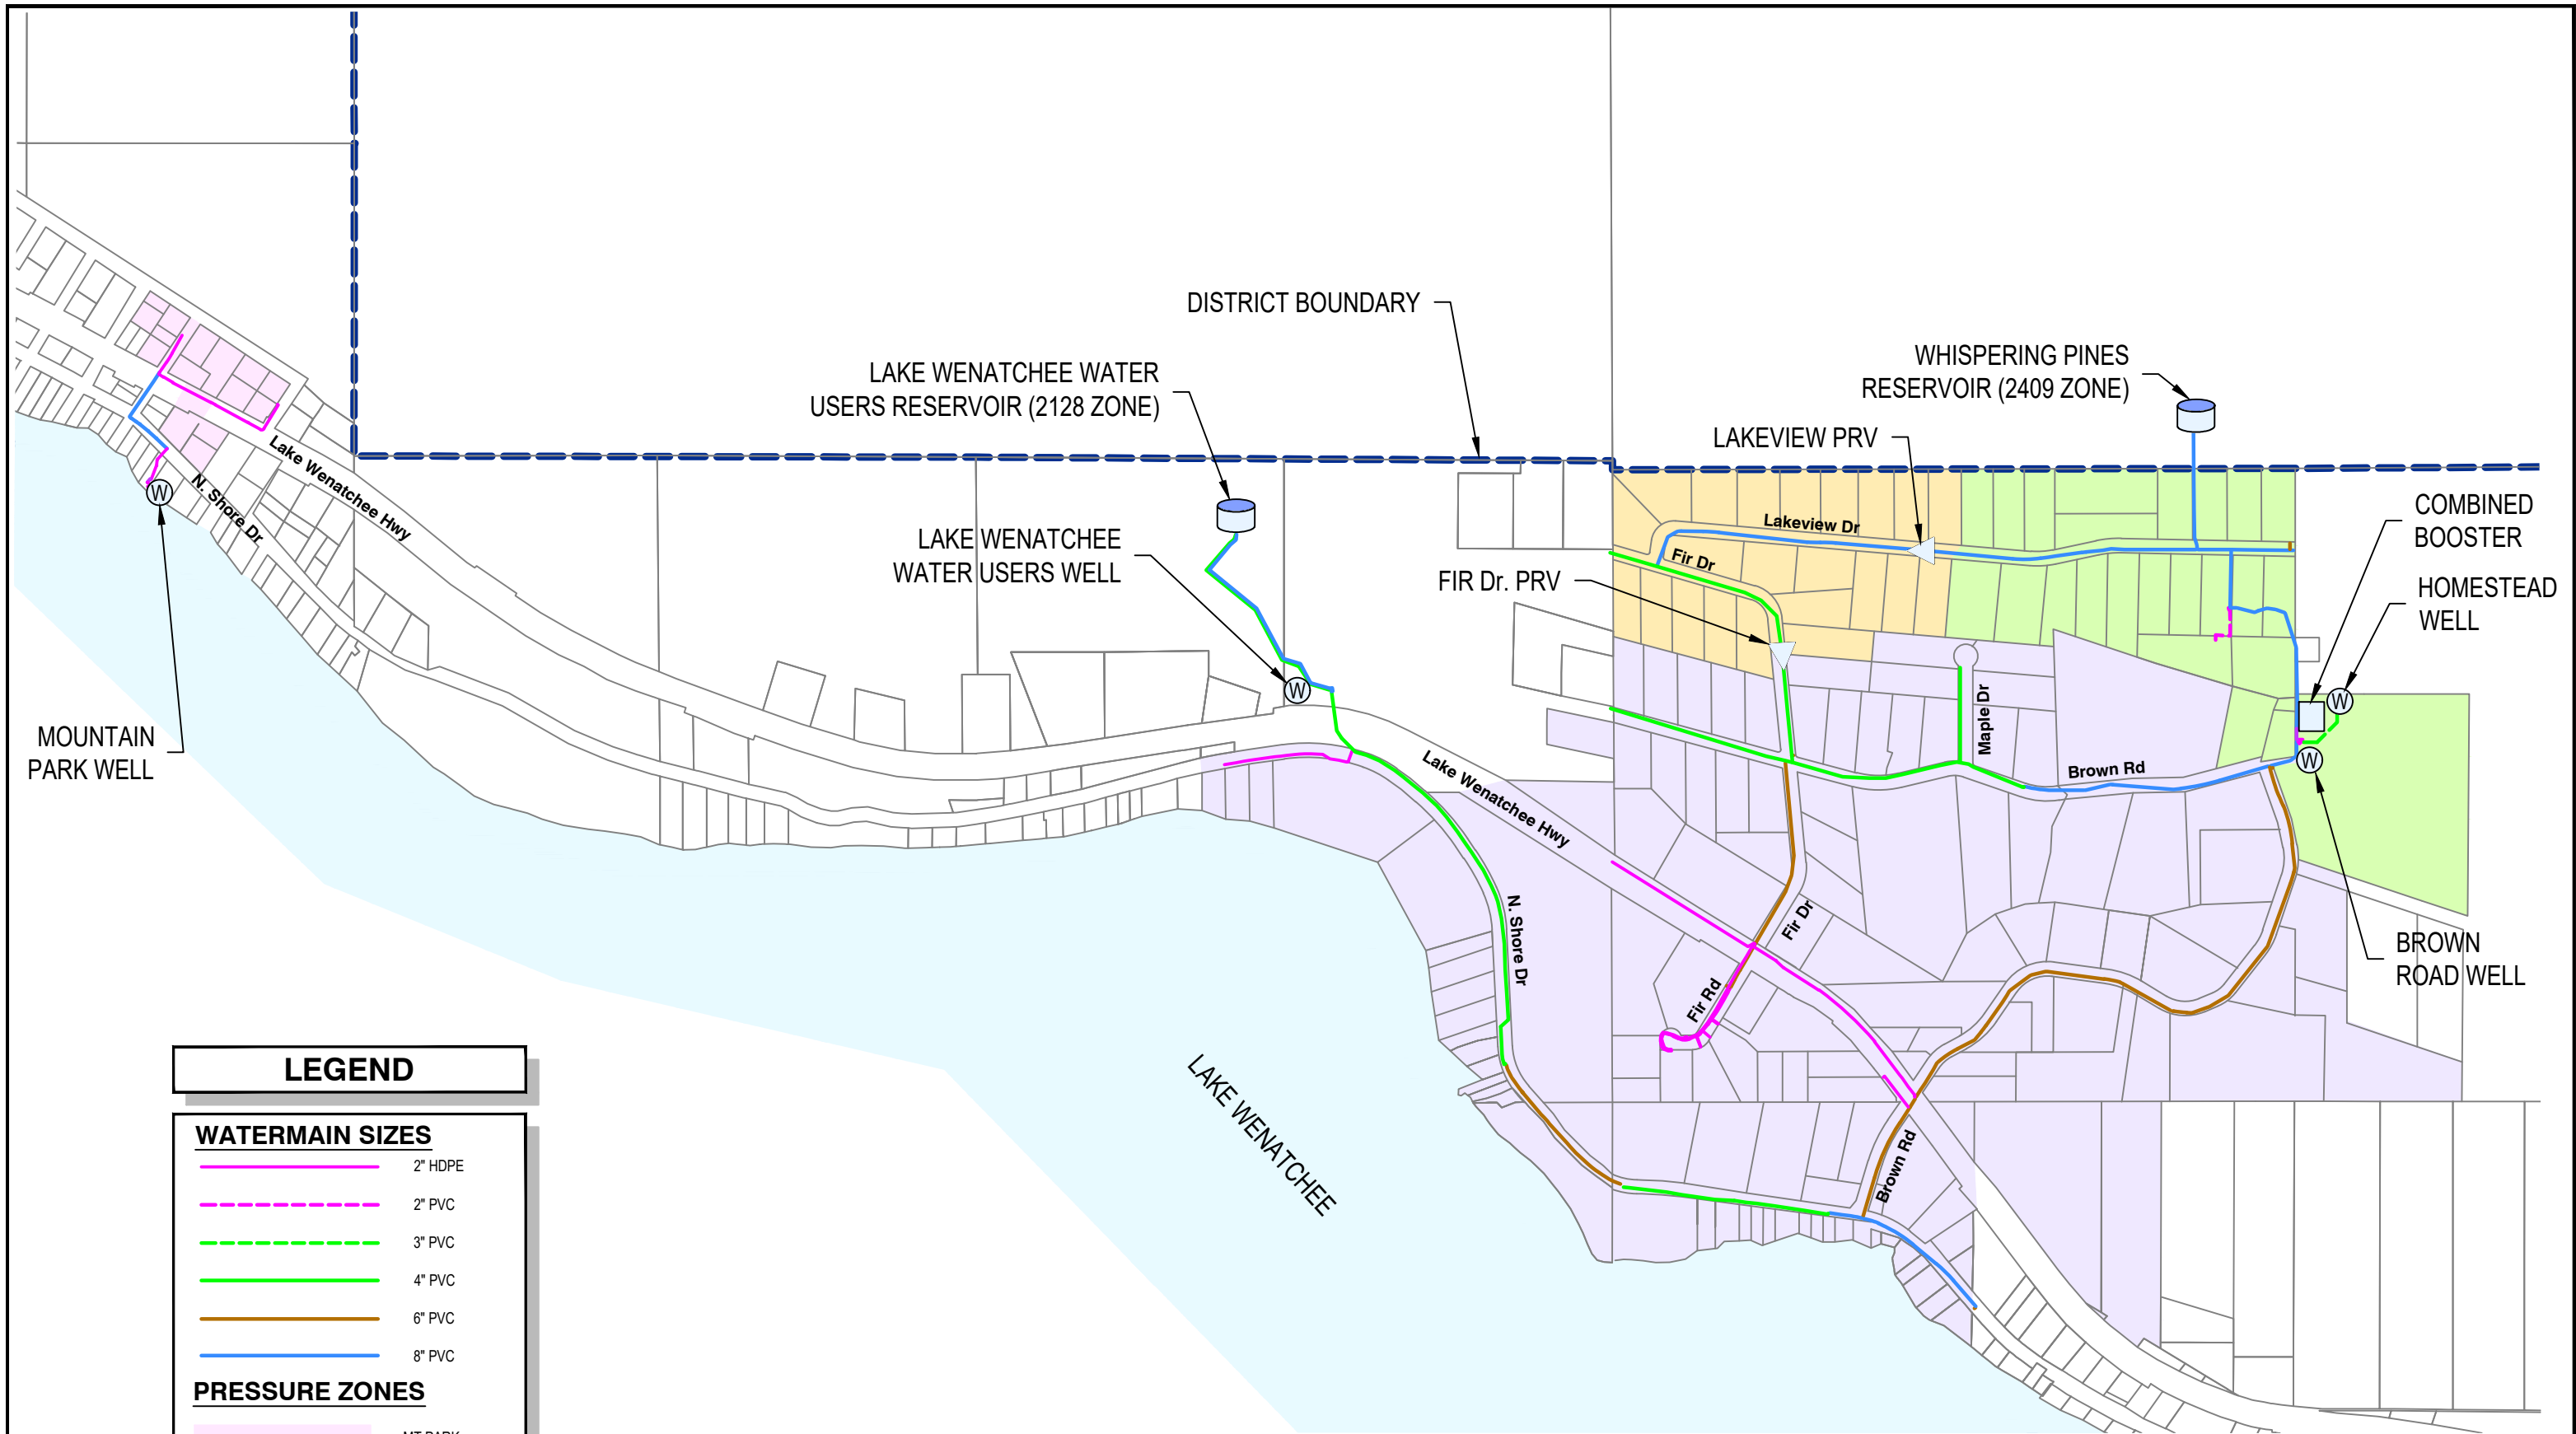 DISTRICT BOUNDARY
WHISPERING PINES
RESERVOIR (2409 ZONE)
LAKE WENATCHEE WATER
USERS RESERVOIR (2128 ZONE)
LAKEVIEW PRV
Lake Wenatchee Hwy
N. Shore Dr
W
LAKE WENATCHEE
WATER USERS WELL
W
Lakeview Dr
Fir Dr
FIR Dr. PRV
COMBINED
BOOSTER
HOMESTEAD
WELL
W
W
MOUNTAIN
PARK WELL
Maple Dr
Brown Rd
Lake Wenatchee Hwy
N. Shore Dr
Fir Dr
Fir Rd
BROWN
ROAD WELL
Brown Rd
LAKE WENATCHEE
LEGEND
WATERMAIN SIZES
2" HDPE
2" PVC
3" PVC
4" PVC
6" PVC
8" PVC
PRESSURE ZONES
MT PARK